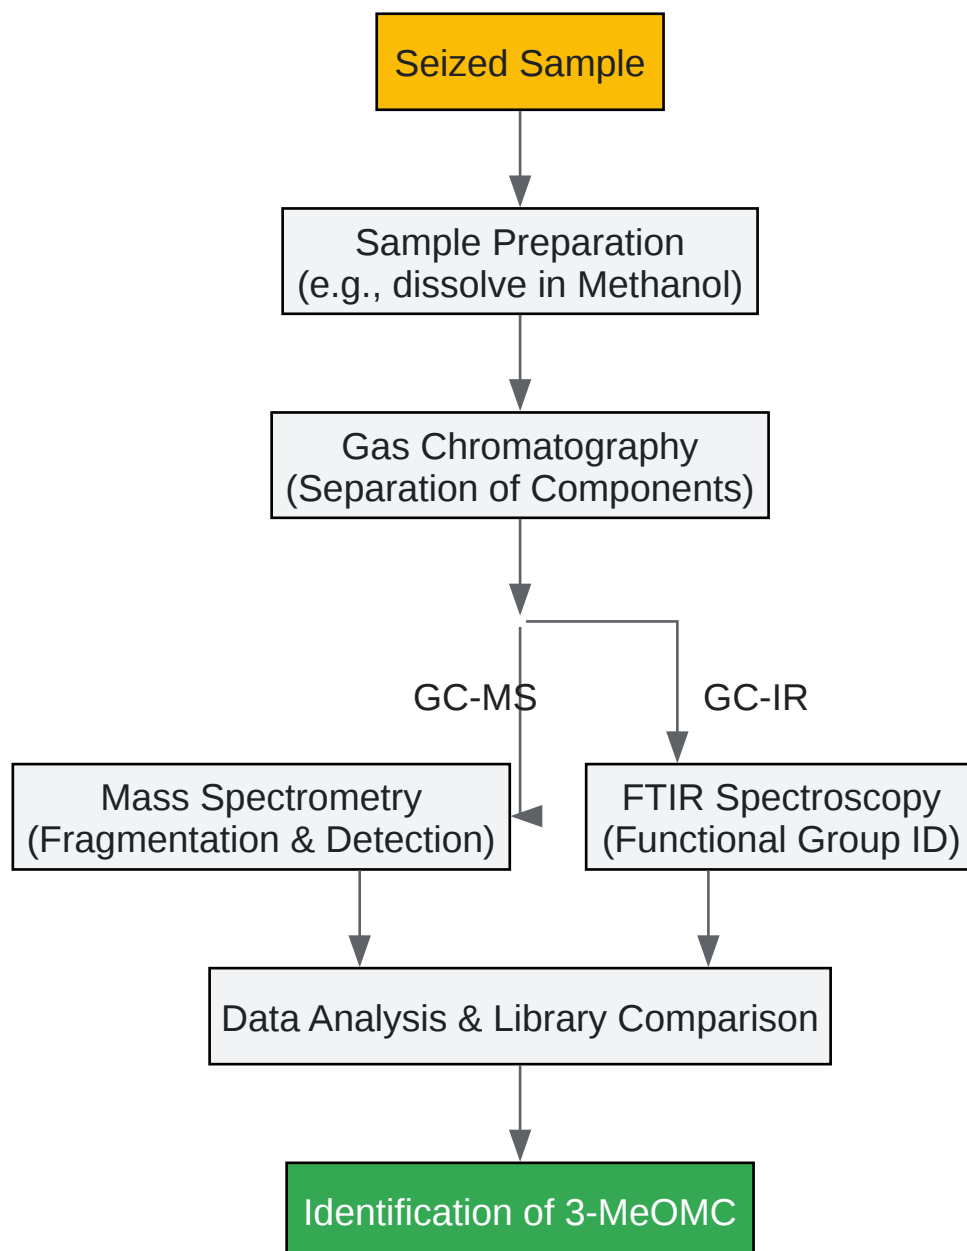 Seized Sample
Sample Preparation
(e.g., dissolve in Methanol)
Gas Chromatography
(Separation of Components)
GC-MS
GC-IR
Mass Spectrometry
(Fragmentation & Detection)
FTIR Spectroscopy
(Functional Group ID)
Data Analysis & Library Comparison
Identification of 3-MeOMC